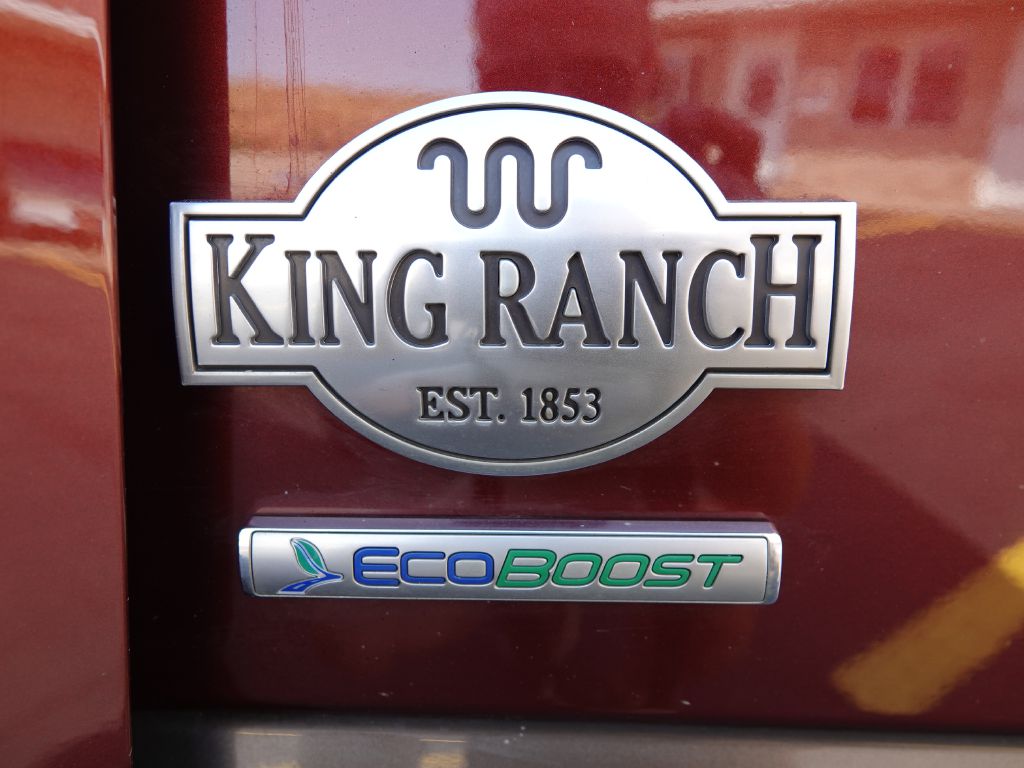 KING RANCH
EST. 1853
ECOBOOST